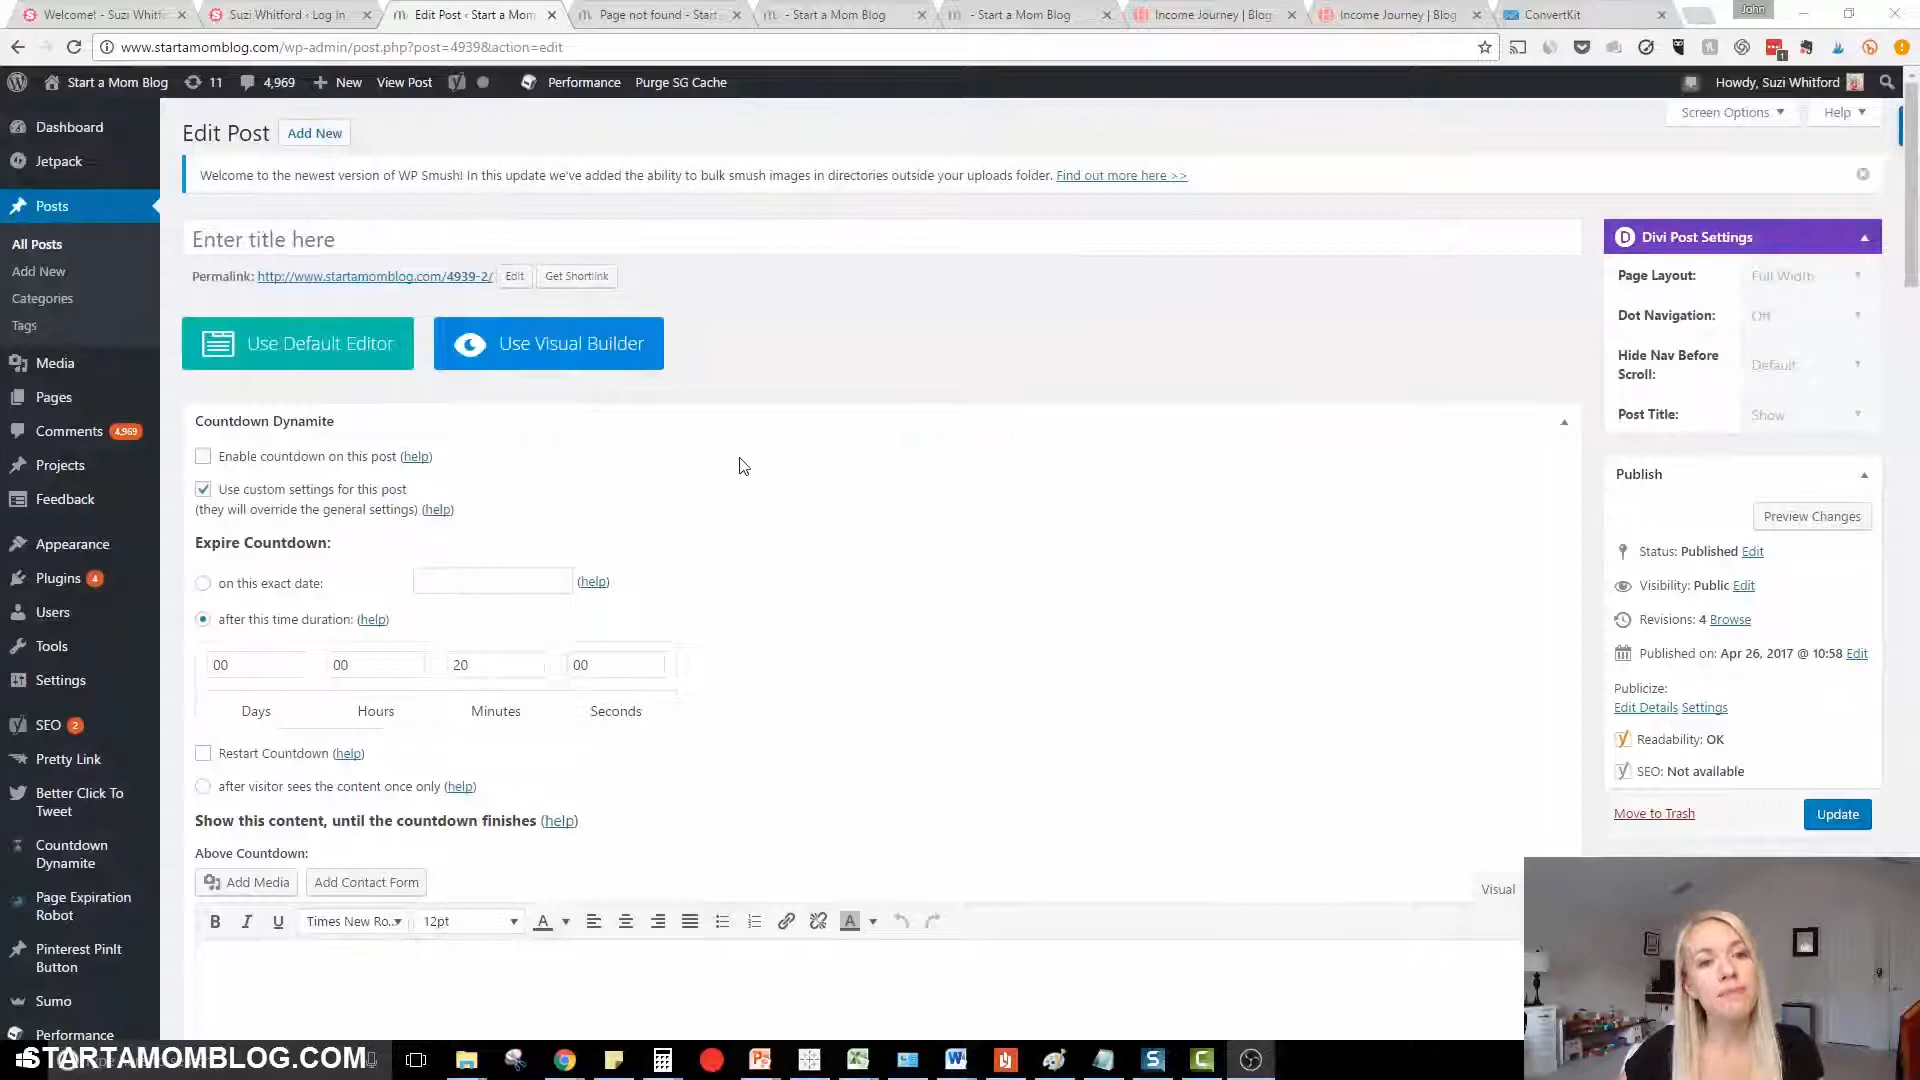 Welcome! - Suzi Whitf
Suzi Whitford ‹ Log In
Edit Post ‹ Start a Mom
Page not found - Start
- Start a Mom Blog
- Start a Mom Blog
Income Journey | Blog
Income Journey | Blog
ConvertKit
John
www.startamomblog.com/wp-admin/post.php?post=4939&action=edit
Start a Mom Blog
11
4,969
New
View Post
Performance
Purge SG Cache
Howdy, Suzi Whitford
Dashboard
Jetpack
Posts
All Posts
Add New
Categories
Tags
Media
Pages
Comments 4,969
Projects
Feedback
Appearance
Plugins 4
Users
Tools
Settings
SEO 2
Pretty Link
Better Click To
Tweet
Countdown
Dynamite
Page Expiration
Robot
Pinterest PinIt
Button
Sumo
Performance
Screen Options
Help
Edit Post
Add New
Welcome to the newest version of WP Smush! In this update we've added the ability to bulk smush images in directories outside your uploads folder. Find out more here >>
Enter title here
Permalink: http://www.startamomblog.com/4939-2/ Edit Get Shortlink
Use Default Editor
Use Visual Builder
Countdown Dynamite
Enable countdown on this post (help)
Use custom settings for this post
(they will override the general settings) (help)
Expire Countdown:
on this exact date: (help)
after this time duration: (help)
00 00 20 00
Days Hours Minutes Seconds
Restart Countdown (help)
after visitor sees the content once only (help)
Show this content, until the countdown finishes (help)
Above Countdown:
Add Media
Add Contact Form
Visual
B I U Times New Ro... 12pt A A
Divi Post Settings
Page Layout: Full Width
Dot Navigation: Off
Hide Nav Before
Scroll:
Default
Post Title: Show
Publish
Preview Changes
Status: Published Edit
Visibility: Public Edit
Revisions: 4 Browse
Published on: Apr 26, 2017 @ 10:58 Edit
Publicize:
Edit Details Settings
Readability: OK
SEO: Not available
Move to Trash
Update
STARTAMOMBLOG.COM